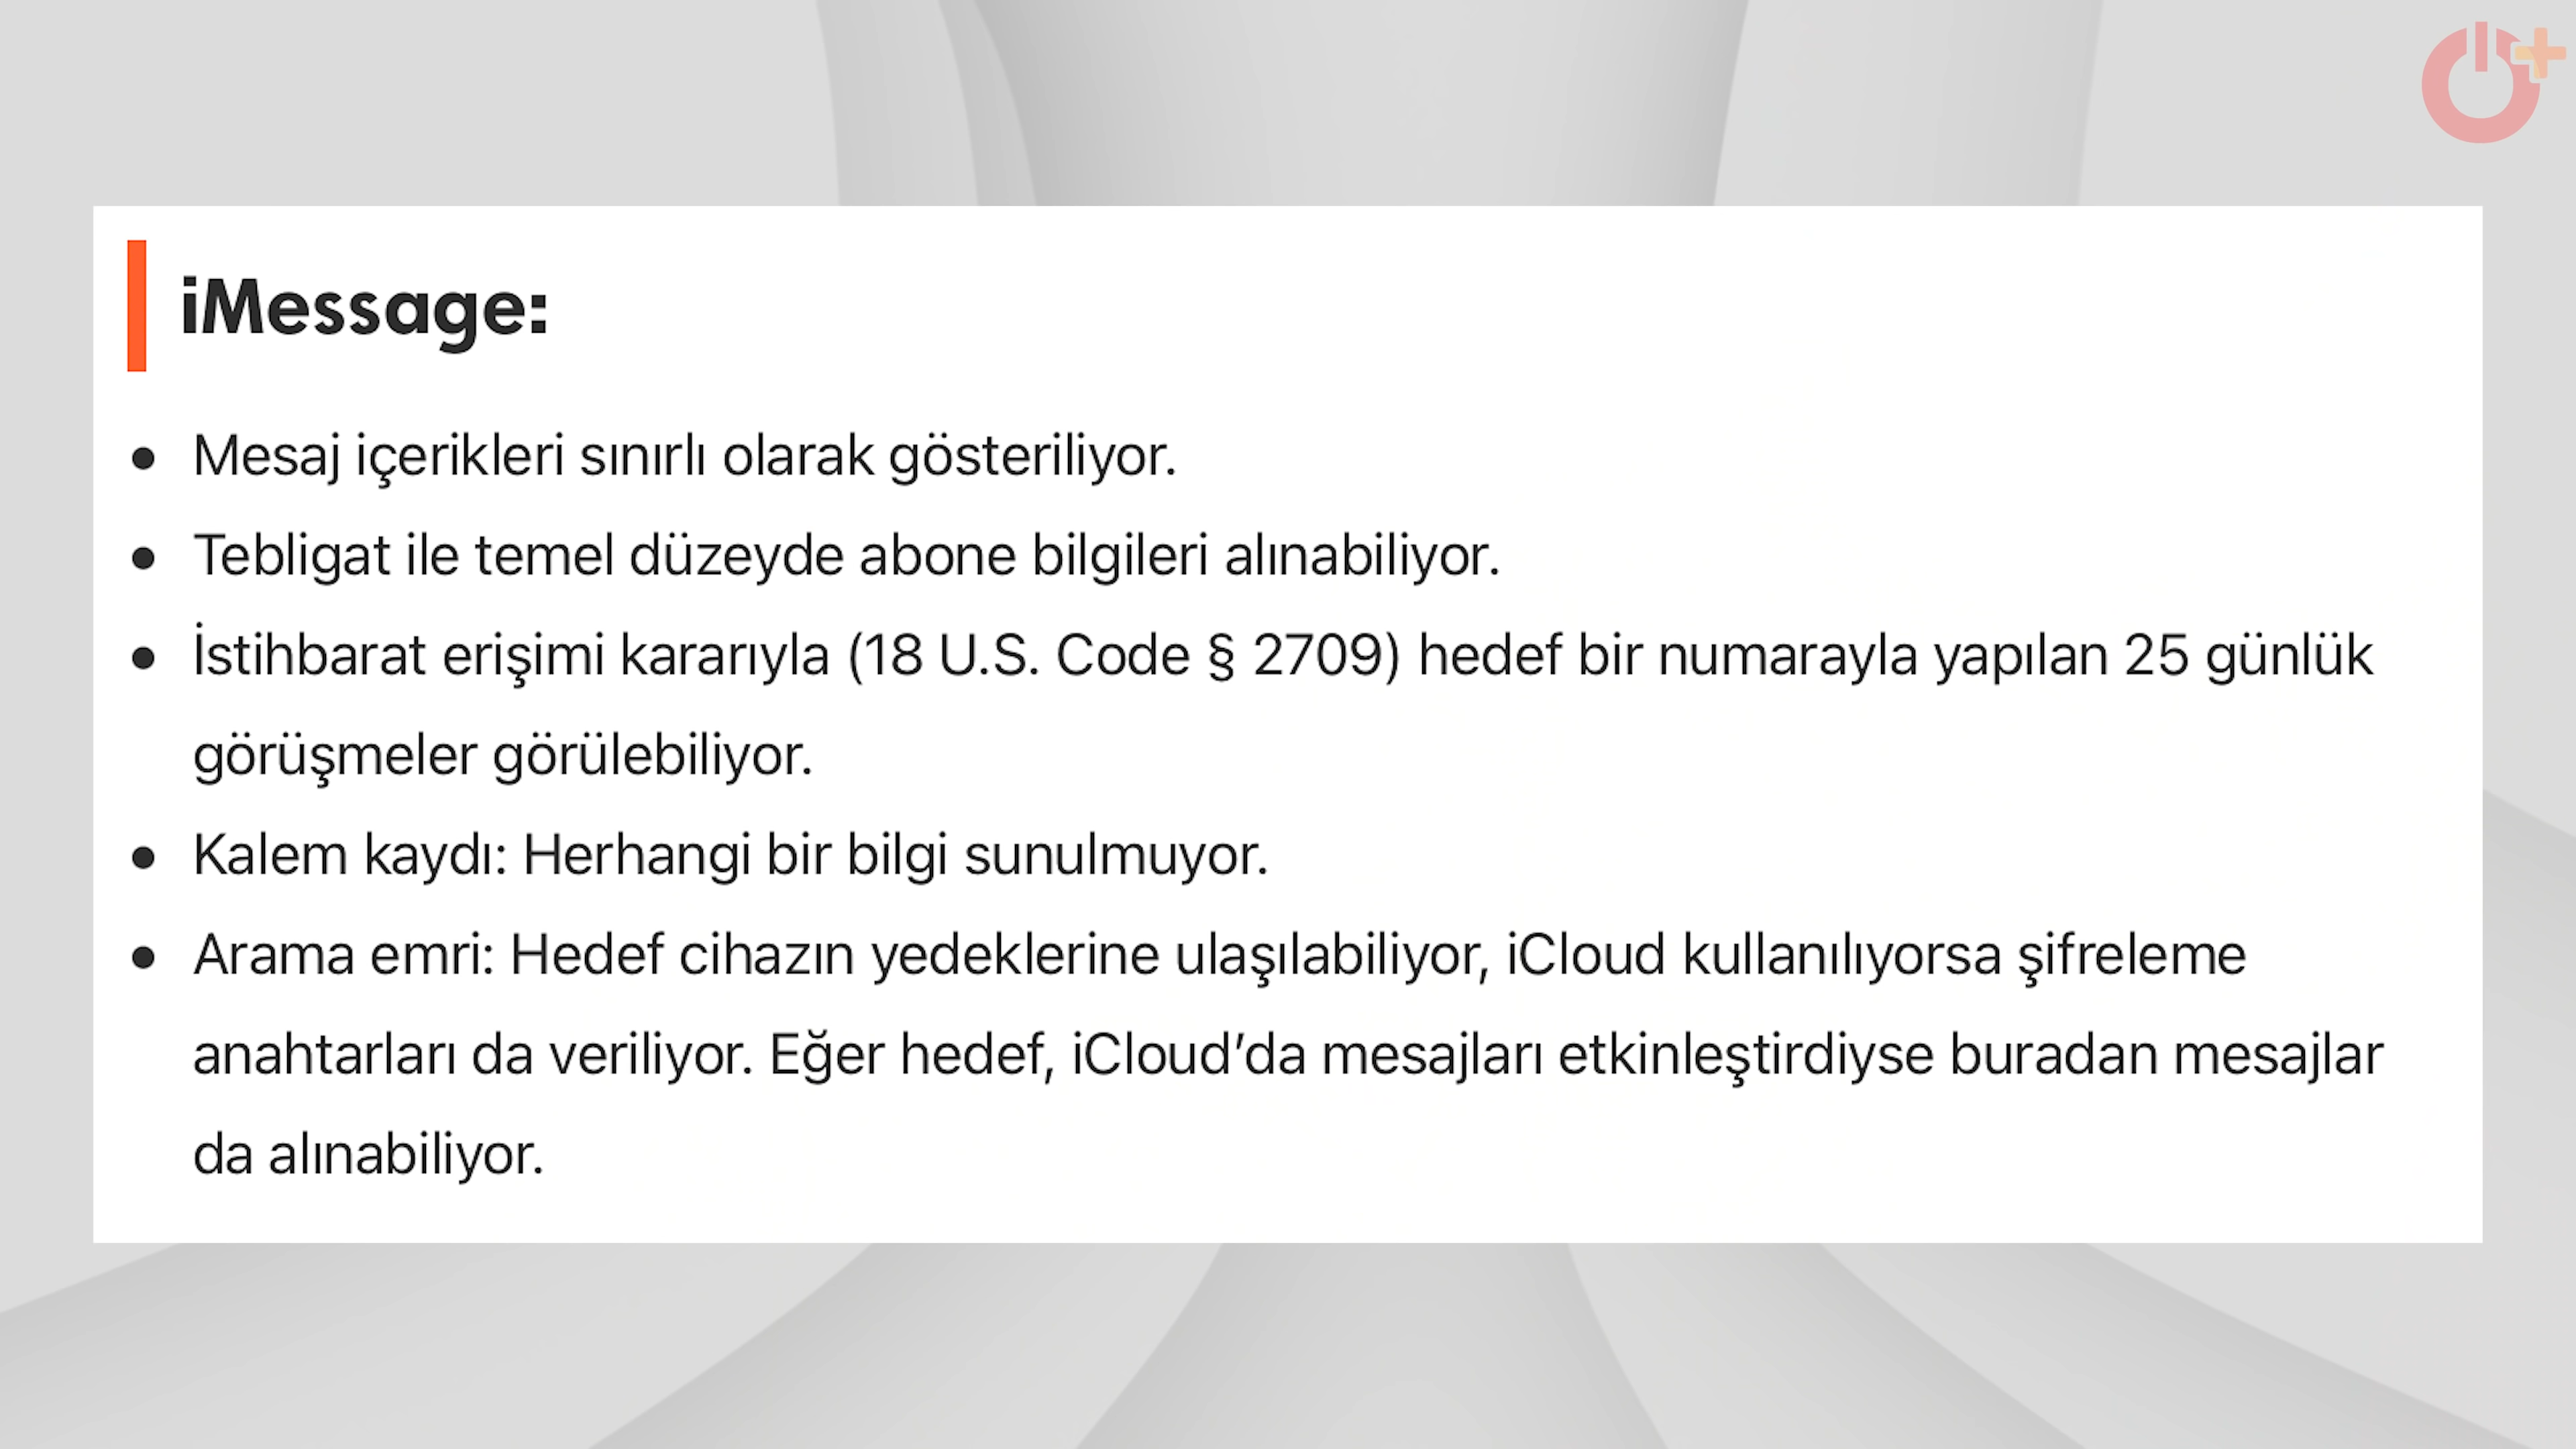 iMessage:
Mesaj içerikleri sınırlı olarak gösteriliyor.
Tebligat ile temel düzeyde abone bilgileri alınabiliyor.
İstihbarat erişimi kararıyla (18 U.S. Code § 2709) hedef bir numarayla yapılan 25 günlük
görüşmeler görülebiliyor.
Kalem kaydı: Herhangi bir bilgi sunulmuyor.
Arama emri: Hedef cihazın yedeklerine ulaşılabiliyor, iCloud kullanılıyorsa şifreleme
anahtarları da veriliyor. Eğer hedef, iCloud’da mesajları etkinleştirdiyse buradan mesajlar
da alınabiliyor.